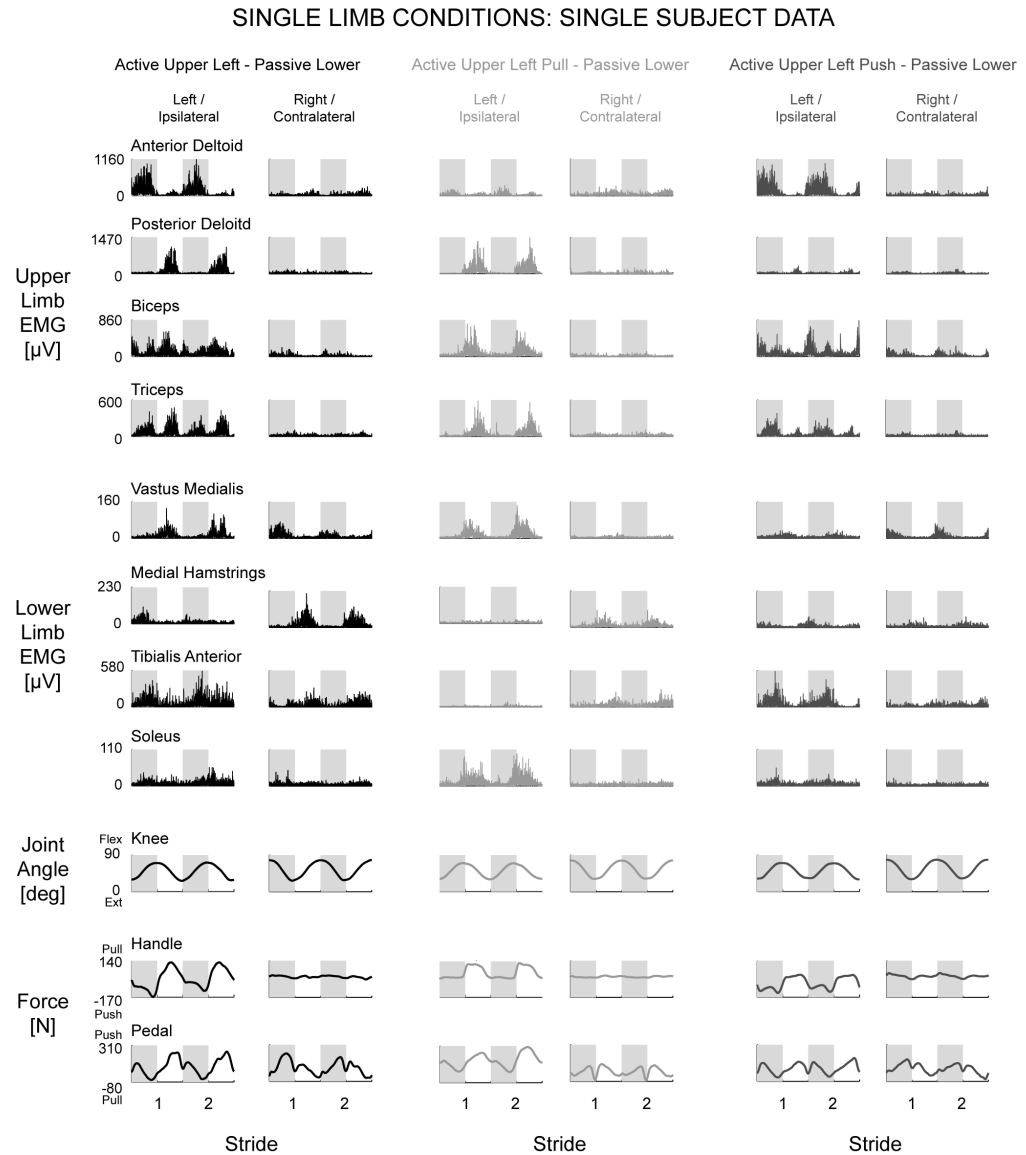 SINGLE LIMB CONDITIONS: SINGLE SUBJECT DATA
Active Upper Left - Passive Lower
Active Upper Left Pull - Passive Lower
Active Upper Left Push - Passive Lower
Left /
Ipsilateral
Right /
Contralateral
Left /
Ipsilateral
Right /
Contralateral
Left /
Ipsilateral
Right /
Contralateral
Upper
Limb
EMG
[µV]
Anterior Deltoid
1160
0
Posterior Deloitd
1470
0
Biceps
860
0
Triceps
600
0
Lower
Limb
EMG
[µV]
Vastus Medialis
160
0
Medial Hamstrings
230
0
Tibialis Anterior
580
0
Soleus
110
0
Joint
Angle
[deg]
Knee
Flex
90
0
Ext
Force
[N]
Handle
Pull
140
-170
Push
Pedal
Push
310
-80
Pull
1 2 1 2 1 2 1 2 1 2 1 2
Stride Stride Stride